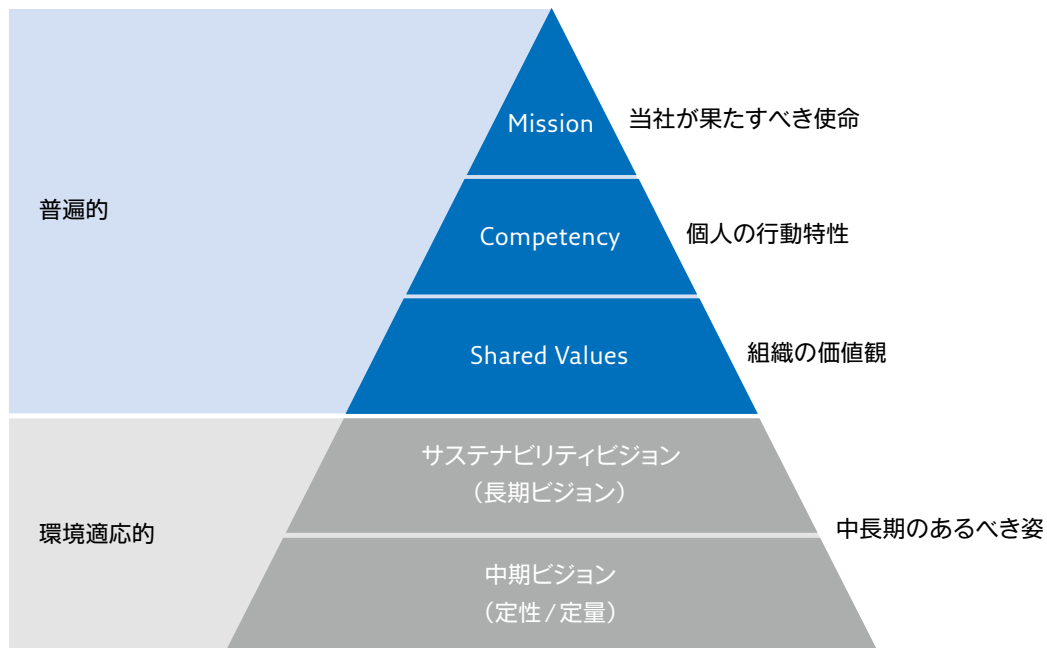 Mission
当社が果たすべき使命
普遍的
Competency
個人の行動特性
Shared Values
組織の価値観
サステナビリティビジョン
（長期ビジョン）
環境適応的
中長期のあるべき姿
中期ビジョン
（定性/定量）